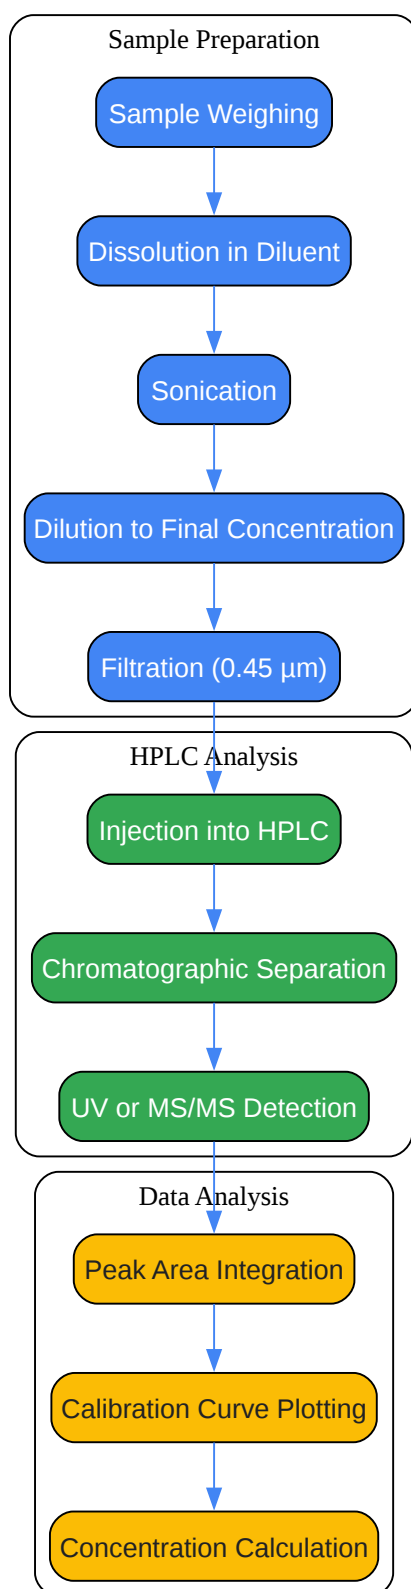 Sample Preparation
Sample Weighing
Dissolution in Diluent
Sonication
Dilution to Final Concentration
Filtration (0.45 µm)
HPLC Analysis
Injection into HPLC
Chromatographic Separation
UV or MS/MS Detection
Data Analysis
Peak Area Integration
Calibration Curve Plotting
Concentration Calculation